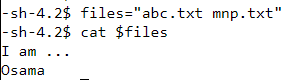 -sh-4.2$ files="abc.txt mnp.txt"
-sh-4.2$ cat $files
I am ...
Osama